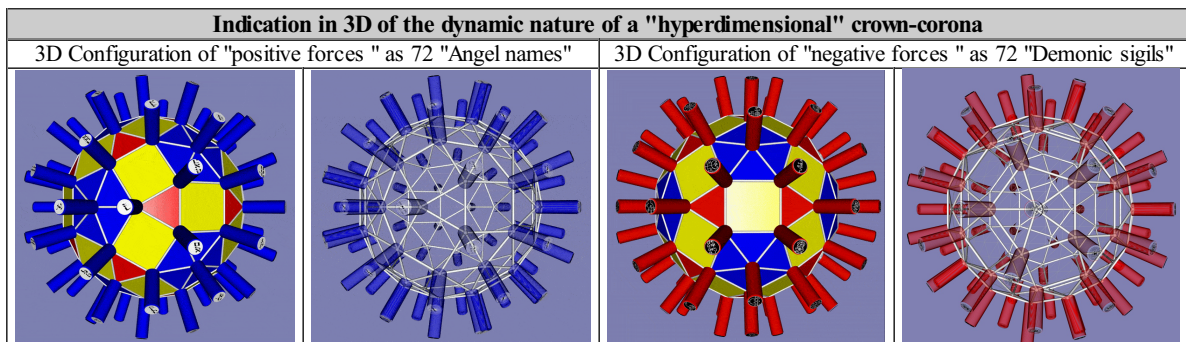 Indication in 3D of the dynamic nature of a "hyperdimensional" crown-corona
3D Configuration of "positive forces " as 72 "Angel names"
3D Configuration of "negative forces " as 72 "Demonic sigils"